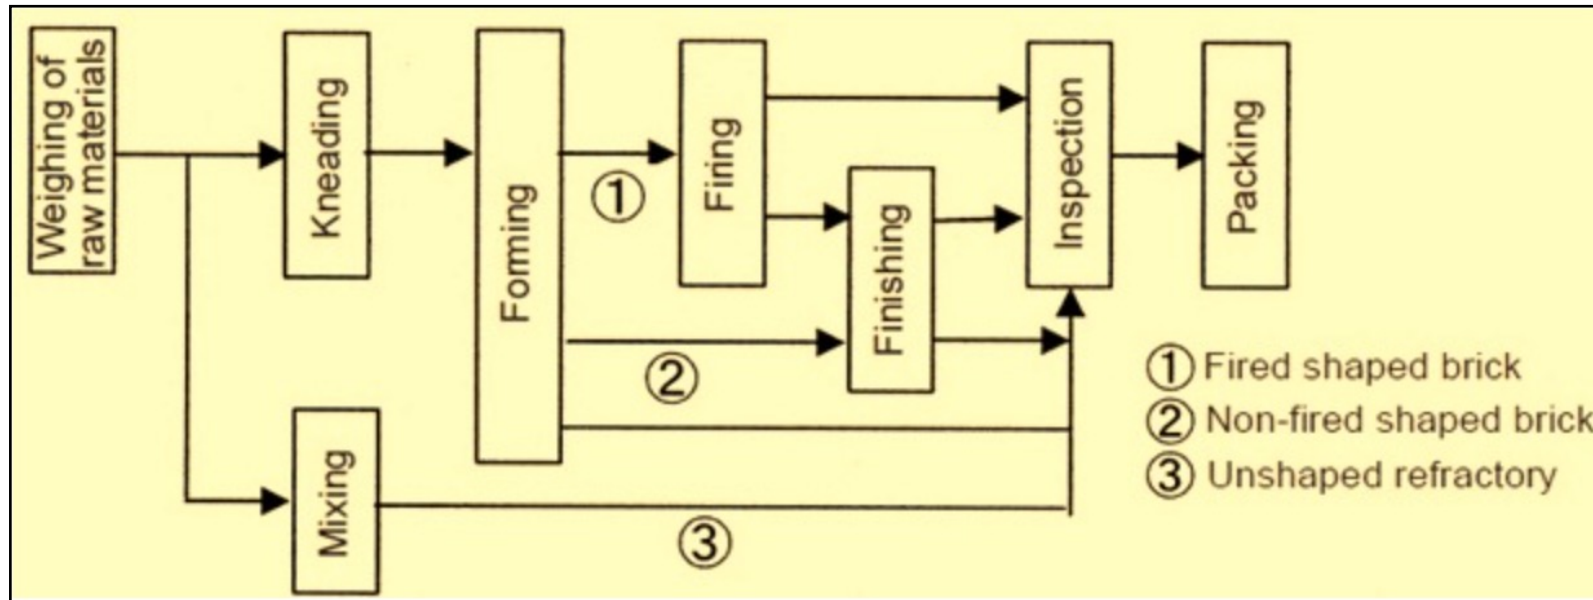 Weighing of
raw materials
Kneading
Forming
Firing
Finishing
Inspection
Packing
Mixing
①
②
③
① Fired shaped brick
② Non-fired shaped brick
③ Unshaped refractory